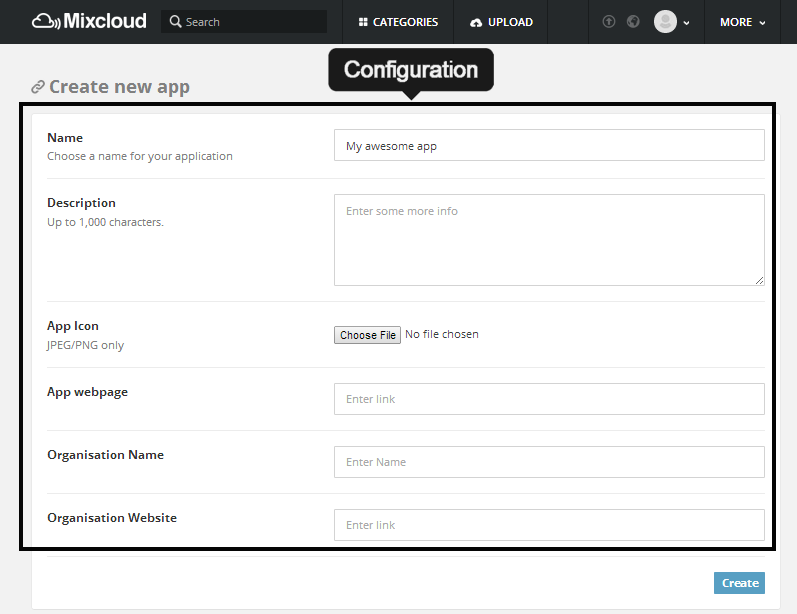 Mixcloud Search CATEGORIES UPLOAD MORE
Configuration
Create new app
Name
Choose a name for your application
My awesome app
Description
Up to 1,000 characters.
Enter some more info
App Icon
JPEG/PNG only
Choose File No file chosen
App webpage
Enter link
Organisation Name
Enter Name
Organisation Website
Enter link
Create